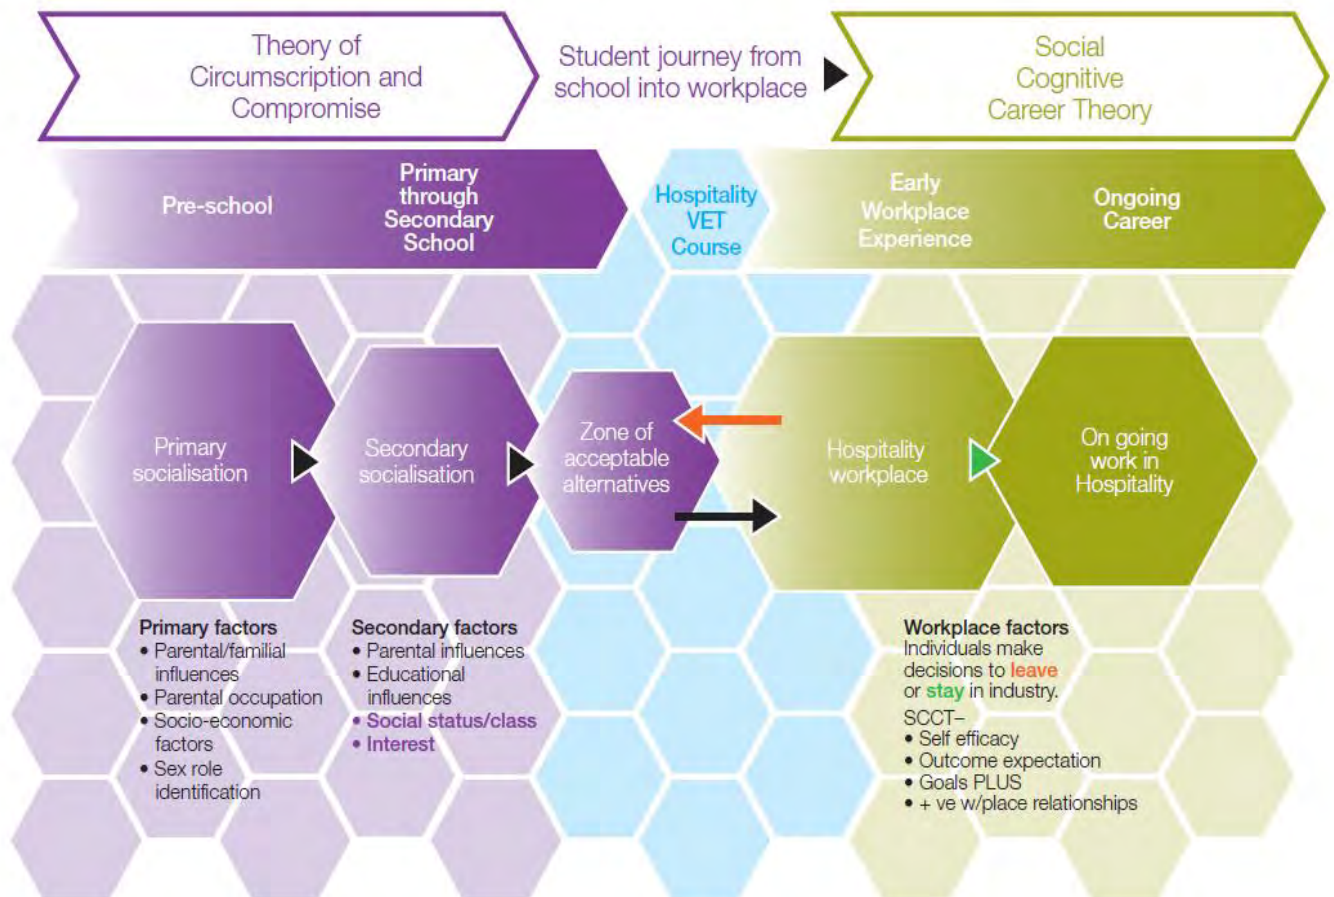 Theory of
Circumscription and
Compromise
Student journey from
school into workplace
Social
Cognitive
Career Theory
Pre-school
Primary
through
Secondary
School
Hospitality
VET
Course
Early
Workplace
Experience
Ongoing
Career
Primary
socialisation
Secondary
socialisation
Zone of
acceptable
alternatives
Hospitality
workplace
On going
work in
Hospitality
Primary factors
• Parental/familial
influences
• Parental occupation
• Socio-economic
factors
• Sex role
identification
Secondary factors
• Parental influences
• Educational
influences
• Social status/class
• Interest
Workplace factors
Individuals make
decisions to leave
or stay in industry.
SCCT–
• Self efficacy
• Outcome expectation
• Goals PLUS
• + ve w/place relationships